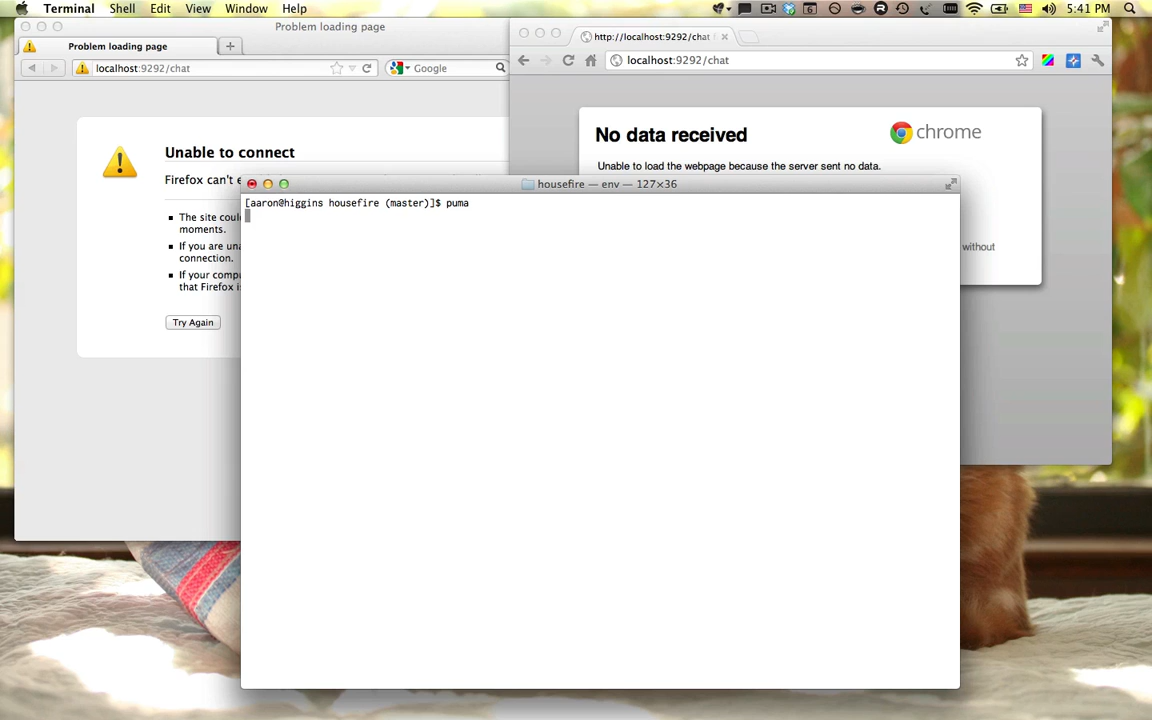 Terminal Shell Edit View Window Help 5:41 PM
Problem loading page
Problem loading page
localhost:9292/chat
Google
http://localhost:9292/chat
localhost:9292/chat
Unable to connect
Firefox can't e
The site coul
moments.
If you are una
connection.
If your compu
that Firefox is
Try Again
No data received
chrome
Unable to load the webpage because the server sent no data.
without
housefire — env — 127×36
[aaron@higgins housefire (master)]$ puma